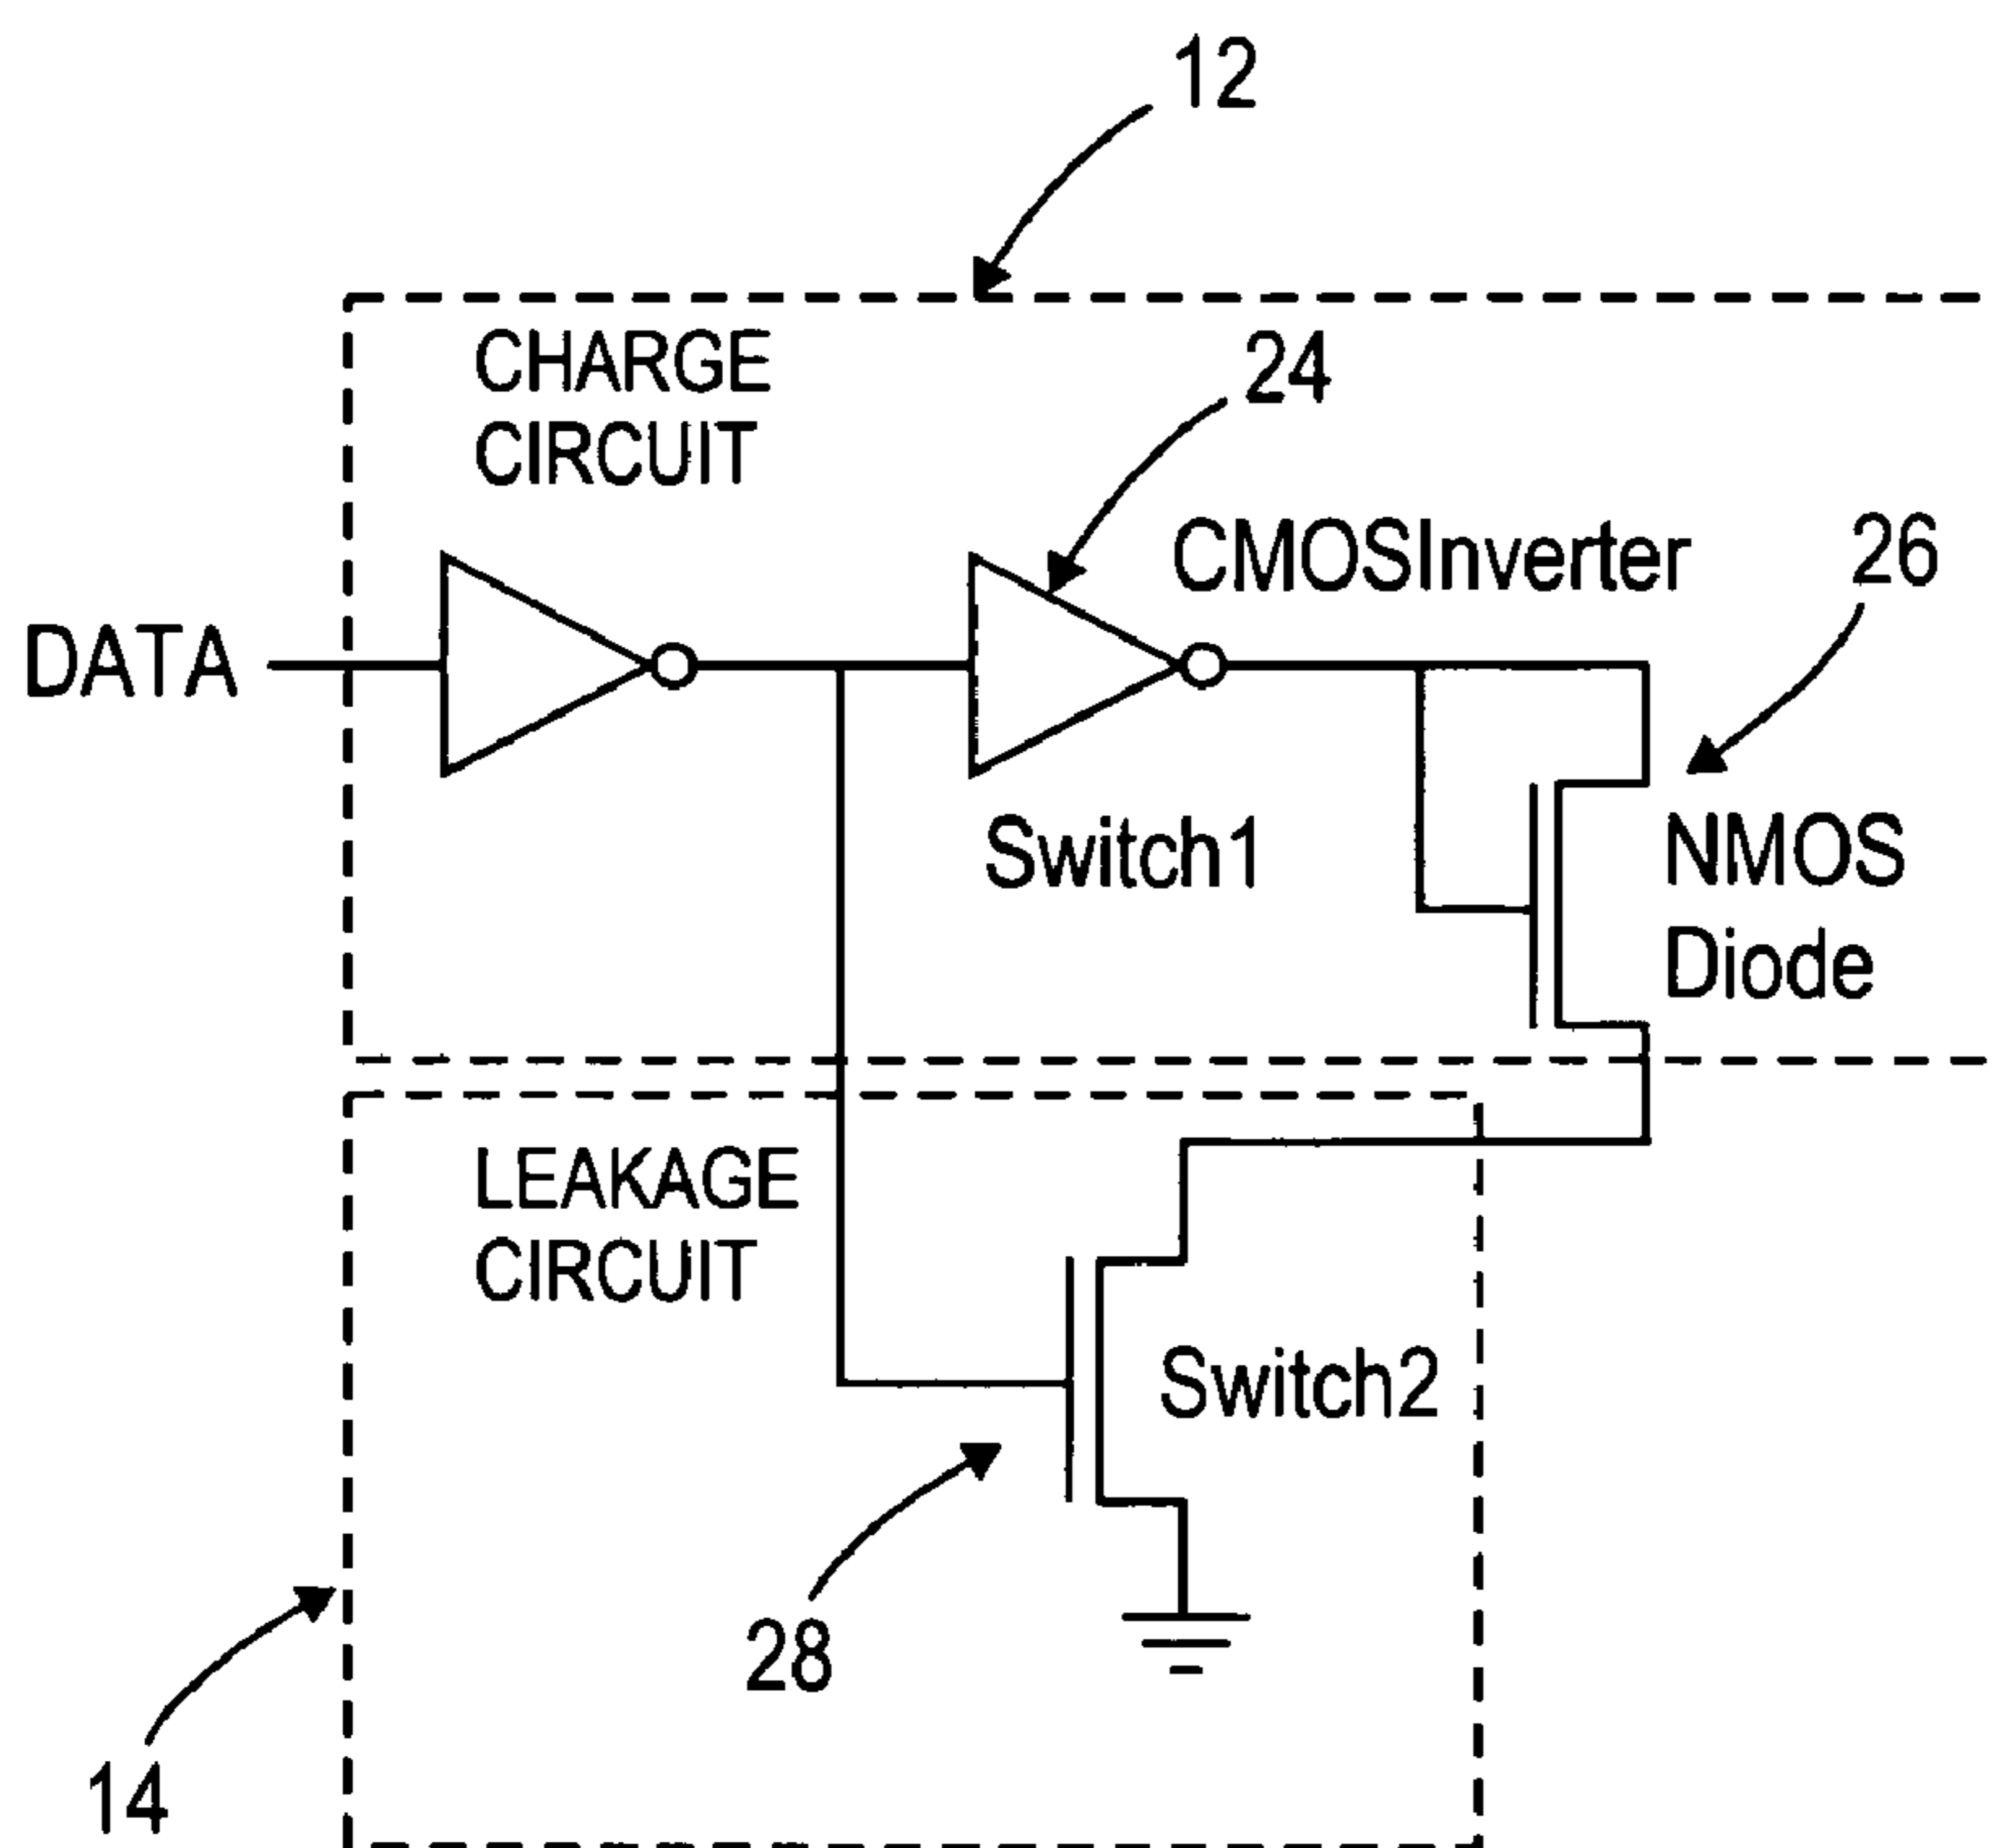 12
CHARGE
CIRCUIT
24
CMOSInverter
26
DATA
Switch1
NMOS
Diode
LEAKAGE
CIRCUIT
Switch2
28
14